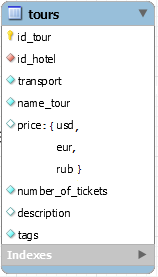 tours
id_tour
id_hotel
transport
name_tour
price: { usd,
eur,
rub }
number_of_tickets
description
tags
Indexes